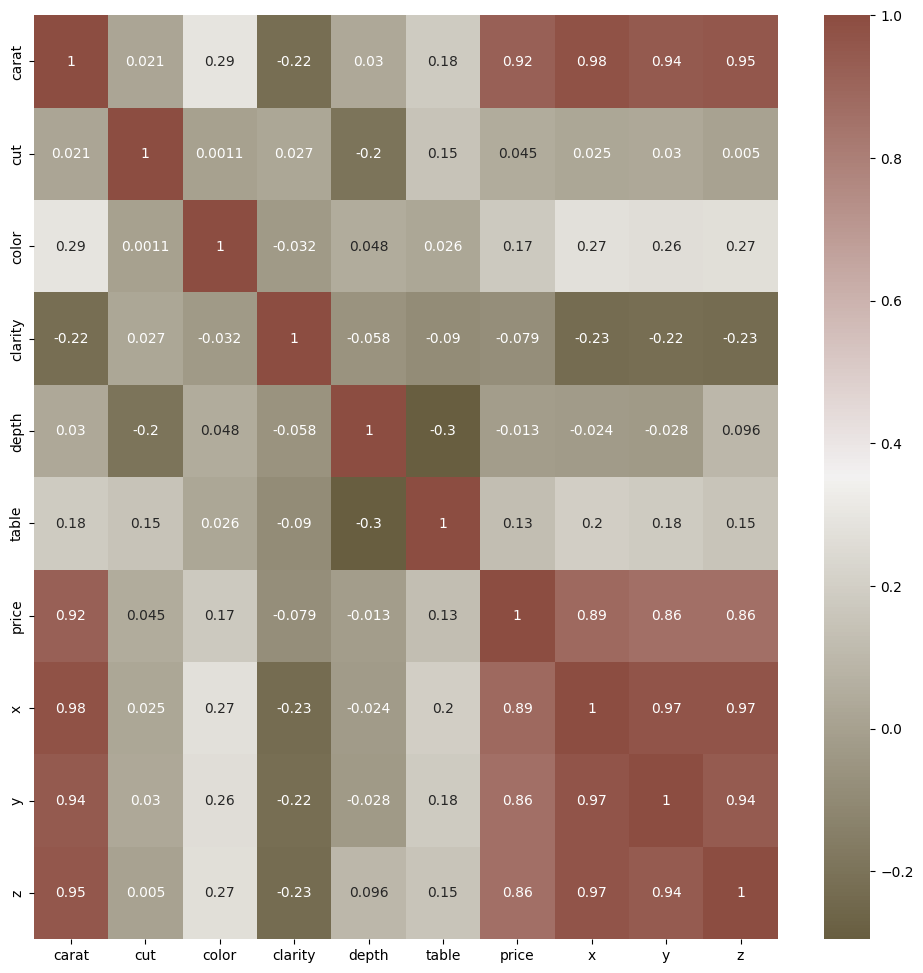 carat 1 0.021 0.29 -0.22 0.03 0.18 0.92 0.98 0.94 0.95
cut 0.021 1 0.0011 0.027 -0.2 0.15 0.045 0.025 0.03 0.005
color 0.29 0.0011 1 -0.032 0.048 0.026 0.17 0.27 0.26 0.27
clarity -0.22 0.027 -0.032 1 -0.058 -0.09 -0.079 -0.23 -0.22 -0.23
depth 0.03 -0.2 0.048 -0.058 1 -0.3 -0.013 -0.024 -0.028 0.096
table 0.18 0.15 0.026 -0.09 -0.3 1 0.13 0.2 0.18 0.15
price 0.92 0.045 0.17 -0.079 -0.013 0.13 1 0.89 0.86 0.86
x 0.98 0.025 0.27 -0.23 -0.024 0.2 0.89 1 0.97 0.97
y 0.94 0.03 0.26 -0.22 -0.028 0.18 0.86 0.97 1 0.94
z 0.95 0.005 0.27 -0.23 0.096 0.15 0.86 0.97 0.94 1
carat cut color clarity depth table price x y z
1.0
0.8
0.6
0.4
0.2
0.0
−0.2